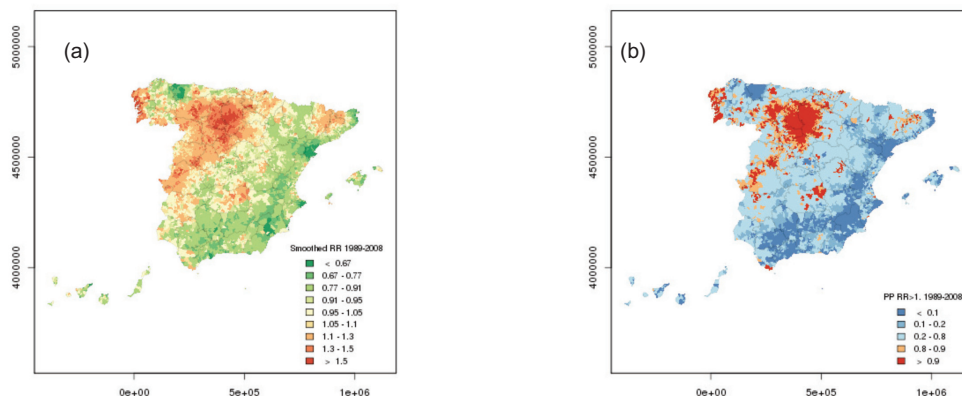 (a)
5000000
4500000
4000000
0e+00 5e+05 1e+06
Smoothed RR 1989-2008
< 0.67
0.67 - 0.77
0.77 - 0.91
0.91 - 0.95
0.95 - 1.05
1.05 - 1.1
1.1 - 1.3
1.3 - 1.5
> 1.5
(b)
5000000
4500000
4000000
0e+00 5e+05 1e+06
PP RR>1. 1989-2008
< 0.1
0.1 - 0.2
0.2 - 0.8
0.8 - 0.9
> 0.9